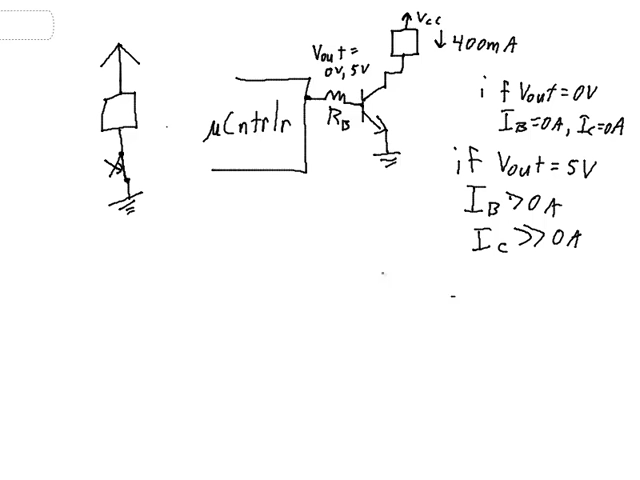 Vcc
↓ 400mA
Vout =
0V, 5V
μCntrlr
RB
if Vout = 0V
IB = 0A, Ic = 0A
if Vout = 5V
IB > 0A
Ic >> 0A